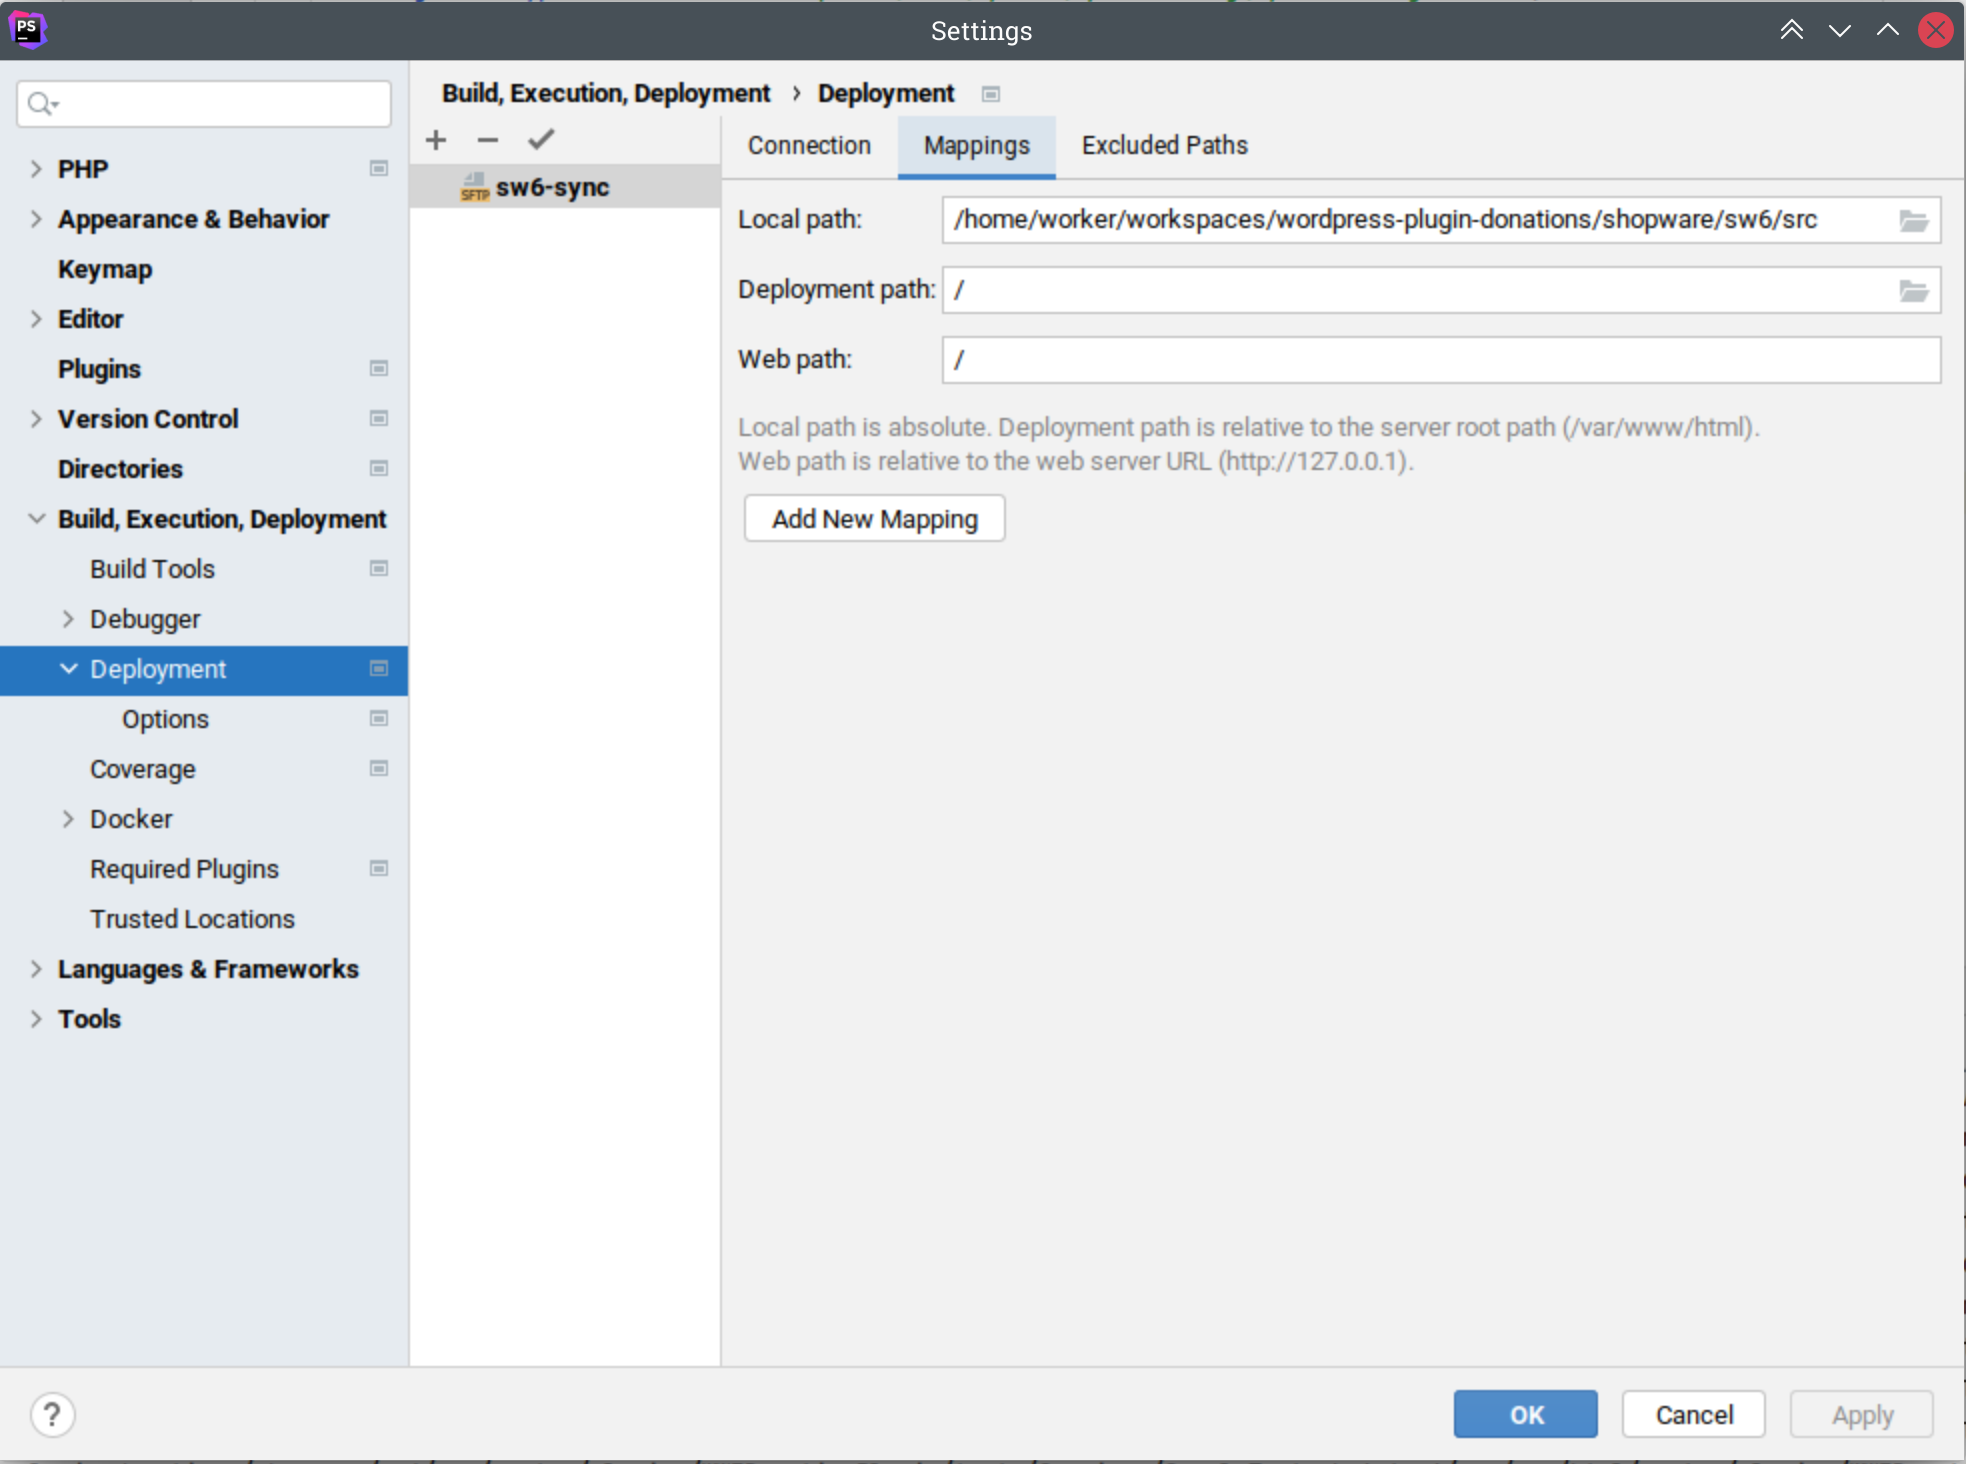 PS
Settings
PHP
Appearance & Behavior
Keymap
Editor
Plugins
Version Control
Directories
Build, Execution, Deployment
Build Tools
Debugger
Deployment
Options
Coverage
Docker
Required Plugins
Trusted Locations
Languages & Frameworks
Tools
Build, Execution, Deployment › Deployment
SFTP sw6-sync
Connection Mappings Excluded Paths
Local path: /home/worker/workspaces/wordpress-plugin-donations/shopware/sw6/src
Deployment path: /
Web path: /
Local path is absolute. Deployment path is relative to the server root path (/var/www/html).
Web path is relative to the web server URL (http://127.0.0.1).
Add New Mapping
? OK Cancel Apply